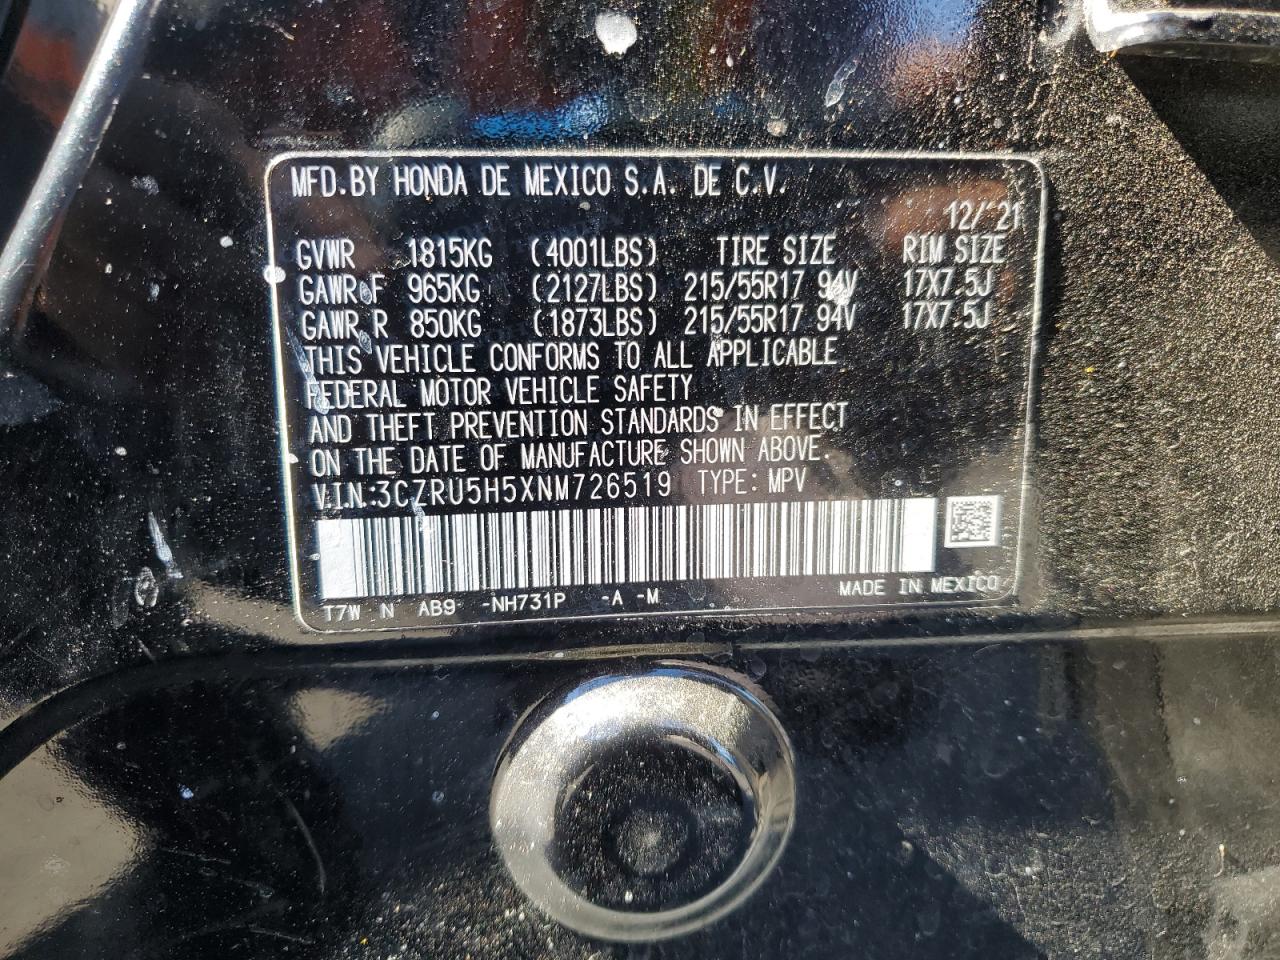 MFD.BY HONDA DE MEXICO S.A. DE C.V.
12/'21
GVWR 1815KG (4001LBS) TIRE SIZE RIM SIZE
GAWR F 965KG (2127LBS) 215/55R17 94V 17X7.5J
GAWR R 850KG (1873LBS) 215/55R17 94V 17X7.5J
THIS VEHICLE CONFORMS TO ALL APPLICABLE
FEDERAL MOTOR VEHICLE SAFETY
AND THEFT PREVENTION STANDARDS IN EFFECT
ON THE DATE OF MANUFACTURE SHOWN ABOVE.
V.I.N.:3CZRU5H5XNM726519 TYPE: MPV
T7W N AB9 -NH731P -A -M MADE IN MEXICO